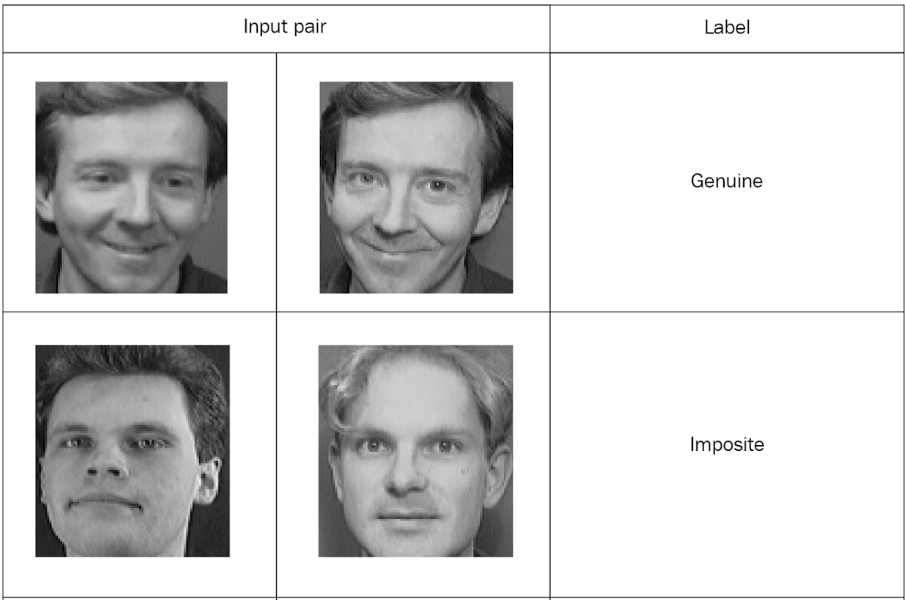 Input pair
Label
Genuine
Imposite